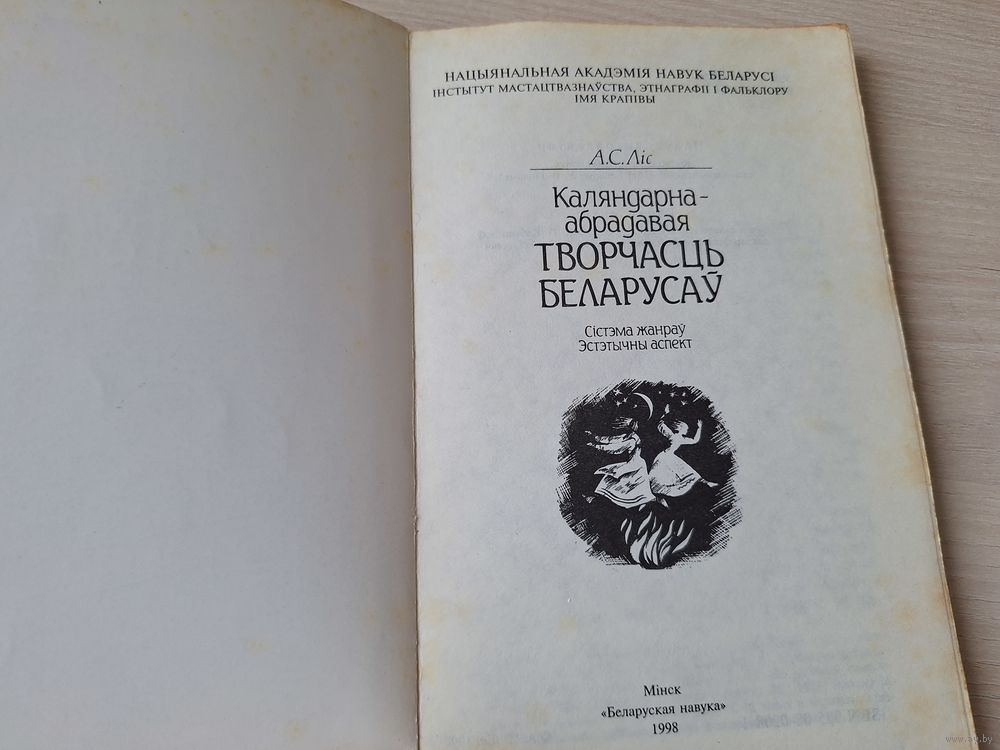 НАЦЫЯНАЛЬНАЯ АКАДЭМІЯ НАВУК БЕЛАРУСІ
ІНСТЫТУТ МАСТАЦТВАЗНАЎСТВА, ЭТНАГРАФІІ І ФАЛЬКЛОРУ
ІМЯ КРАПІВЫ
А.С.Ліс
Каляндарна-
абрадавая
ТВОРЧАСЦЬ
БЕЛАРУСАЎ
Сістэма жанраў
Эстэтычны аспект
Мінск
«Беларуская навука»
1998